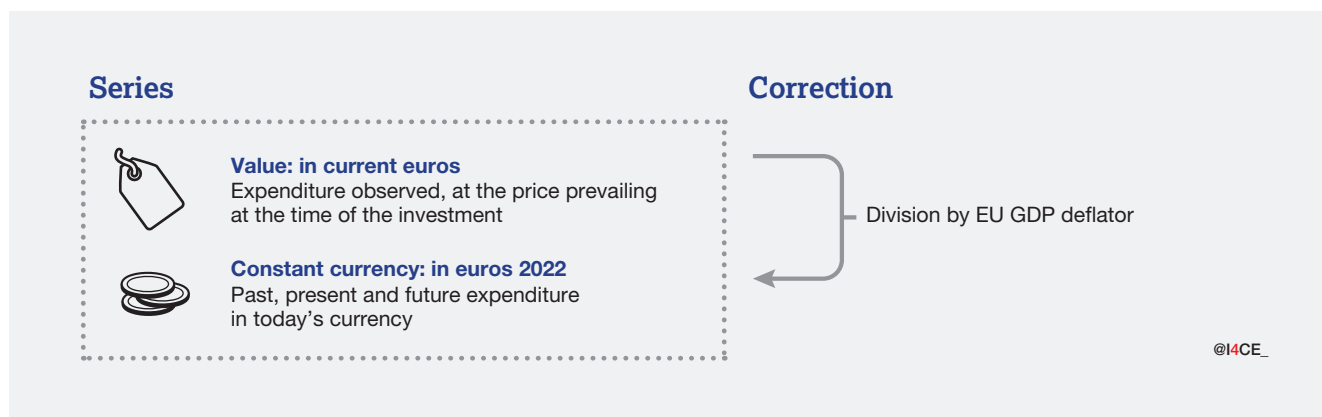 Series
Correction
Value: in current euros
Expenditure observed, at the price prevailing
at the time of the investment
Division by EU GDP deflator
Constant currency: in euros 2022
Past, present and future expenditure
in today's currency
@I4CE_